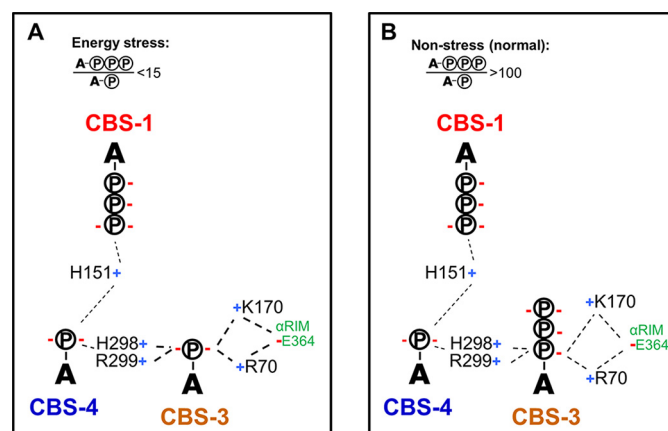 A
Energy stress:
A-PPP
A-P
<15
CBS-1
A
P -
P -
- P -
H151+
- P -
A
CBS-4
H298+
R299+
- P -
A
CBS-3
+K170
αRIM
-E364
+R70
B
Non-stress (normal):
A-PPP
A-P
>100
CBS-1
A
P -
P -
- P -
H151+
- P -
A
CBS-4
H298+
R299+
- P -
- P -
P -
A
CBS-3
+K170
αRIM
-E364
+R70